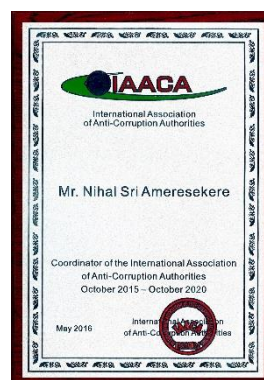 IAACA
International Association
of Anti-Corruption Authorities
Mr. Nihal Sri Ameresekere
Coordinator of the International Association
of Anti-Corruption Authorities
October 2015 – October 2020
May 2016
International Association
of Anti-Corruption Authorities